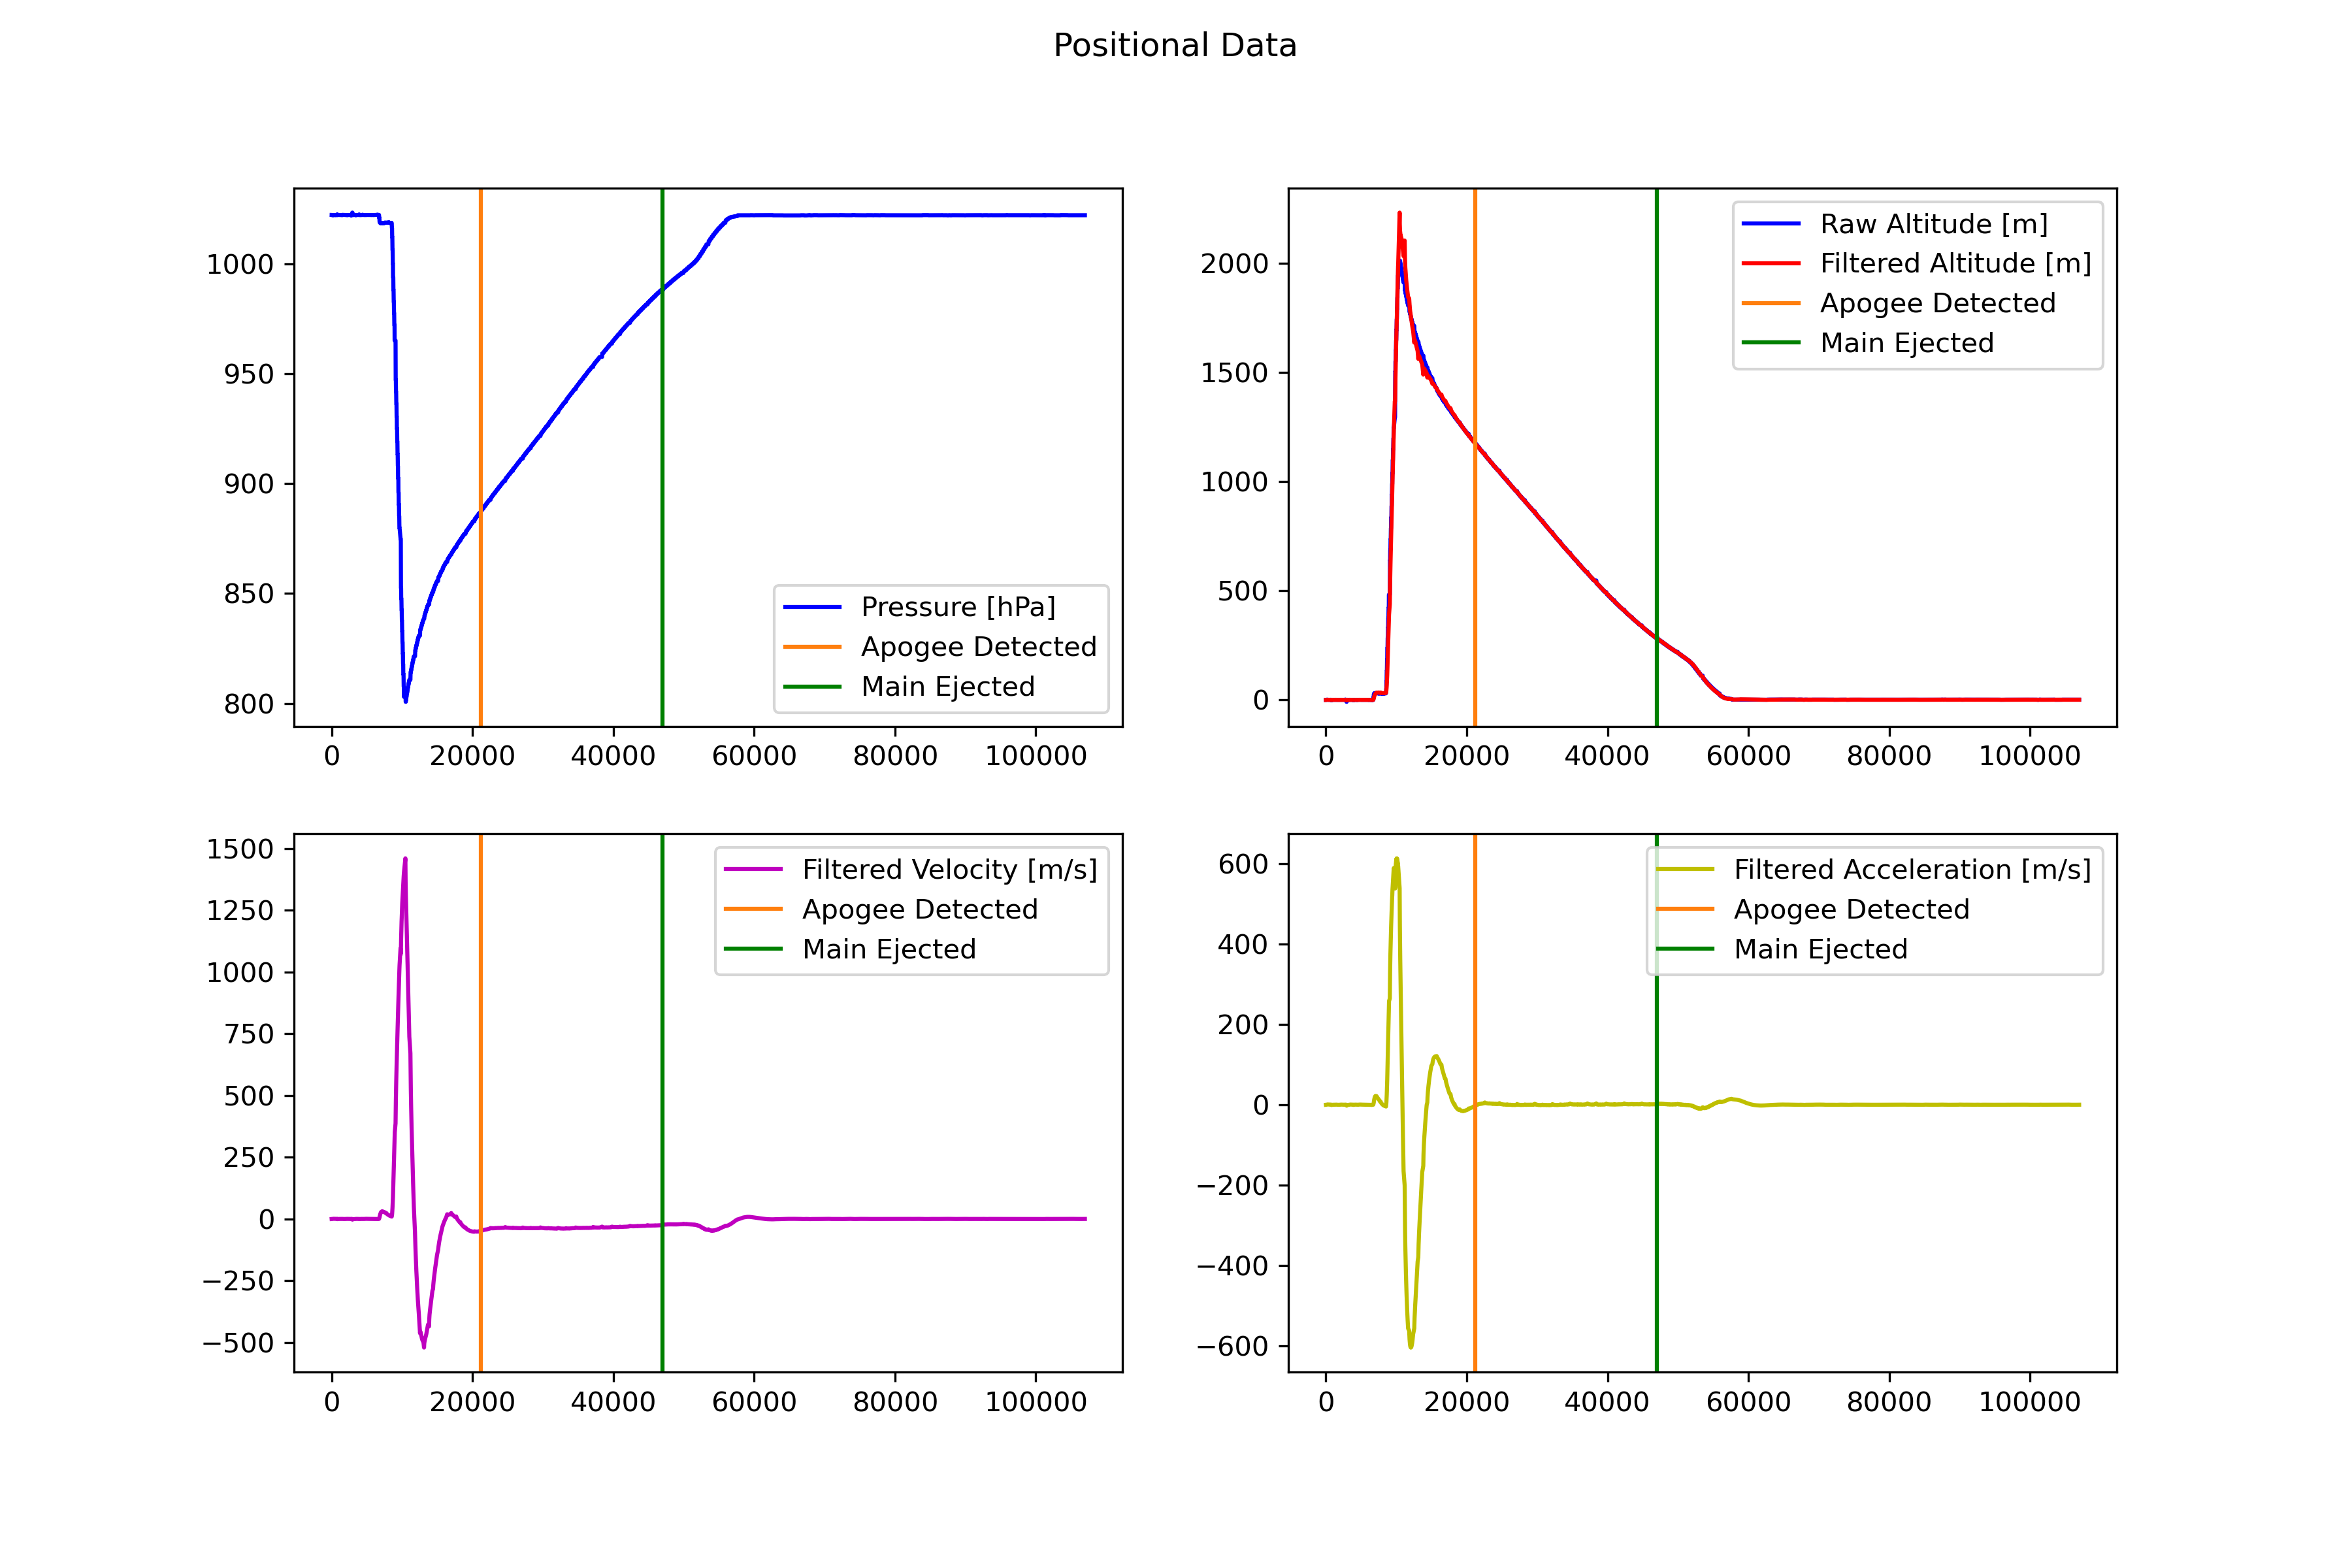 Positional Data
1000
950
900
850
800
0 20000 40000 60000 80000 100000
Pressure [hPa]
Apogee Detected
Main Ejected
2000
1500
1000
500
0
0 20000 40000 60000 80000 100000
Raw Altitude [m]
Filtered Altitude [m]
Apogee Detected
Main Ejected
1500
1250
1000
750
500
250
0
−250
−500
0 20000 40000 60000 80000 100000
Filtered Velocity [m/s]
Apogee Detected
Main Ejected
600
400
200
0
−200
−400
−600
0 20000 40000 60000 80000 100000
Filtered Acceleration [m/s]
Apogee Detected
Main Ejected